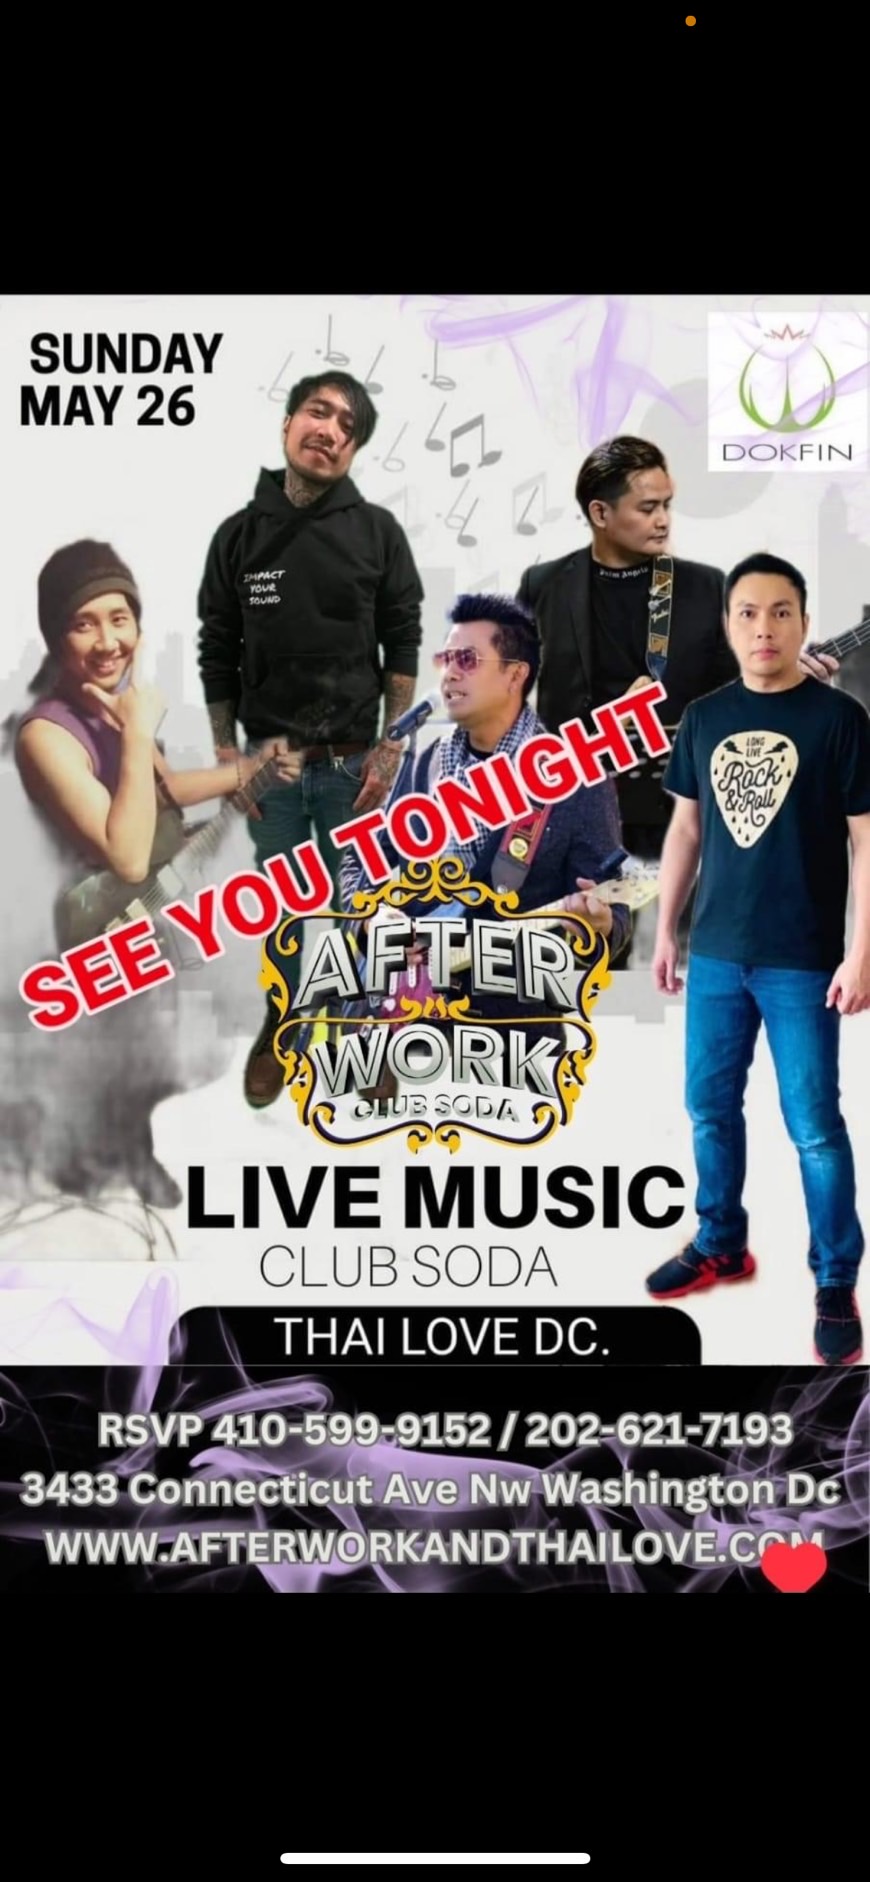 SUNDAY
MAY 26
DOKFIN
IMPACT
YOUR
SOUND
LONG
LIVE
Rock
& Roll
SEE YOU TONIGHT
AFTER
WORK
CLUB SODA
LIVE MUSIC
CLUB SODA
THAI LOVE DC.
RSVP 410-599-9152 / 202-621-7193
3433 Connecticut Ave Nw Washington Dc
WWW.AFTERWORKANDTHAILOVE.COM